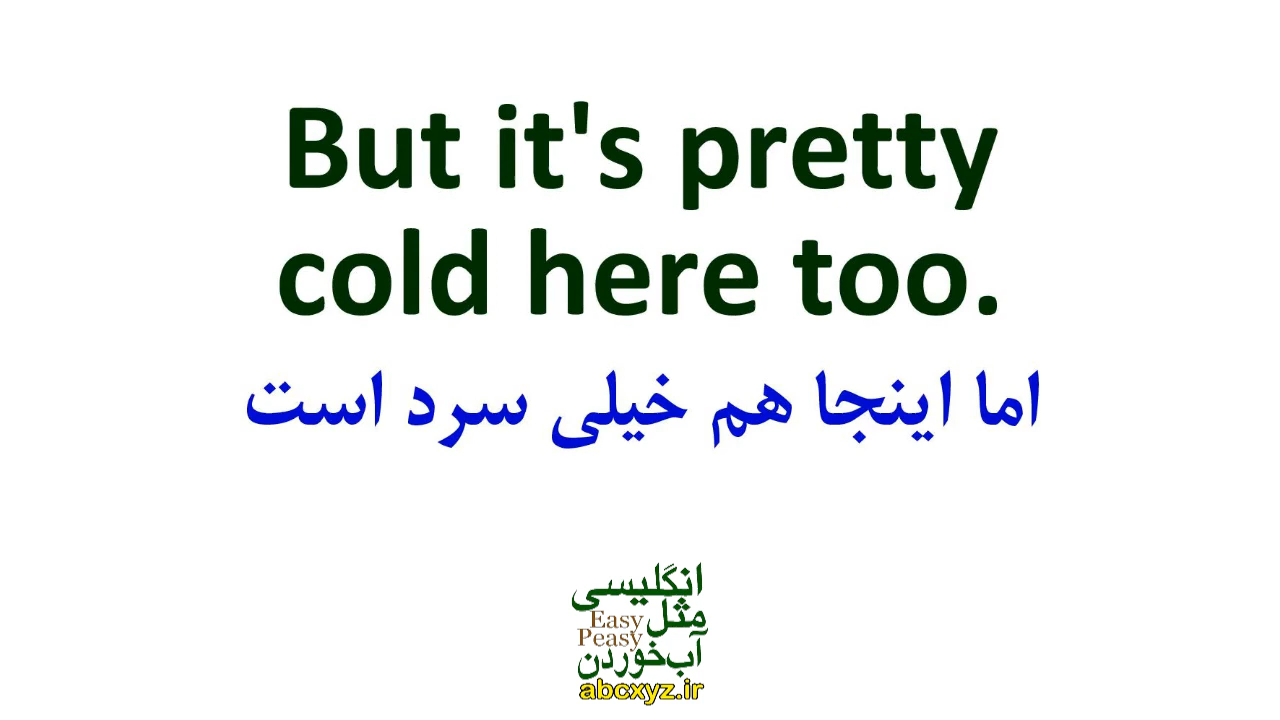 But it's pretty
cold here too.
اما اینجا هم خیلی سرد است
انگلیسی
مثل
Easy
Peasy
آب‌خوردن
abcxyz.ir